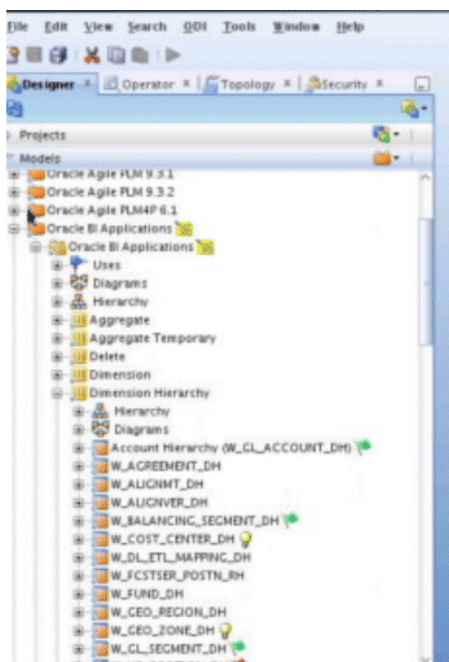 File Edit View Search ODI Tools Window Help
Designer Operator Topology Security
Projects
Models
Oracle Agile PLM 9.3.1
Oracle Agile PLM 9.3.2
Oracle Agile PLM4P 6.1
Oracle BI Applications
Oracle BI Applications
Uses
Diagrams
Hierarchy
Aggregate
Aggregate Temporary
Delete
Dimension
Dimension Hierarchy
Hierarchy
Diagrams
Account Hierarchy (W_GL_ACCOUNT_DH)
W_AGREEMENT_DH
W_ALIGNMT_DH
W_ALIGNVER_DH
W_BALANCING_SEGMENT_DH
W_COST_CENTER_DH
W_DL_ETL_MAPPING_DH
W_FCSTSER_POSTN_RH
W_FUND_DH
W_GEO_REGION_DH
W_GEO_ZONE_DH
W_GL_SEGMENT_DH